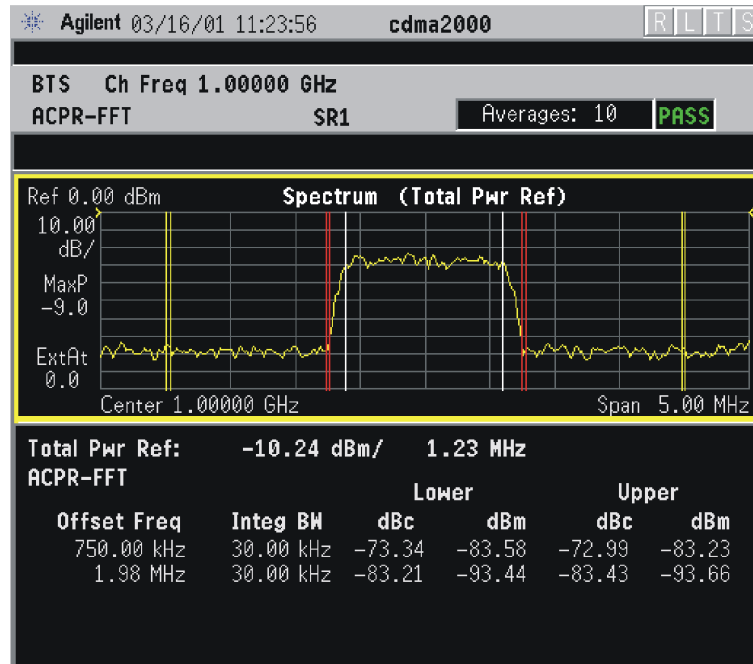 Agilent 03/16/01 11:23:56 cdma2000 R L T S
BTS Ch Freq 1.00000 GHz
ACPR-FFT SR1 Averages: 10 PASS
Ref 0.00 dBm Spectrum (Total Pwr Ref)
10.00
dB/
MaxP
-9.0
ExtAt
0.0
Center 1.00000 GHz Span 5.00 MHz
Total Pwr Ref: -10.24 dBm/ 1.23 MHz
ACPR-FFT
Lower Upper
Offset Freq Integ BW dBc dBm dBc dBm
750.00 kHz 30.00 kHz -73.34 -83.58 -72.99 -83.23
1.98 MHz 30.00 kHz -83.21 -93.44 -83.43 -93.66